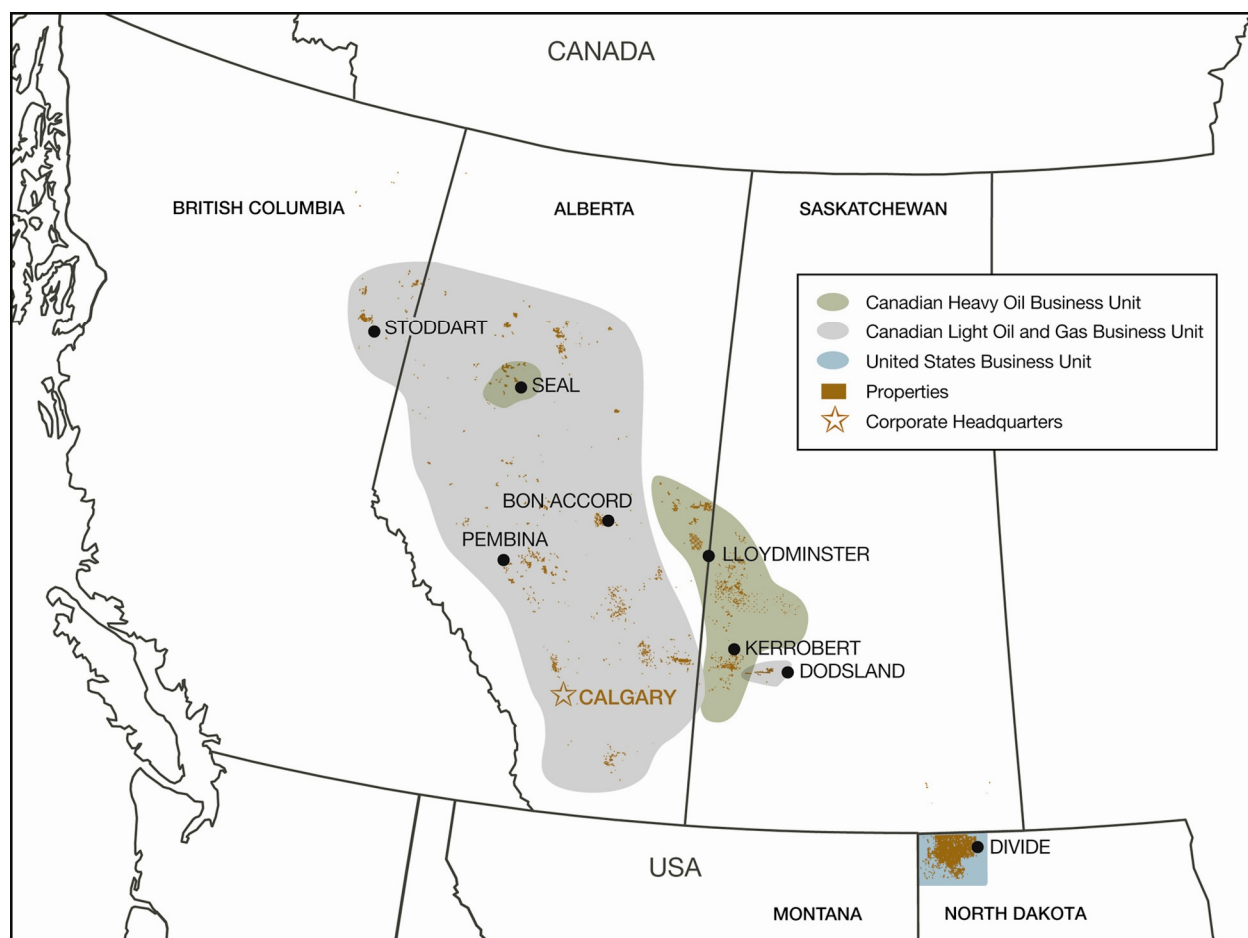 CANADA
BRITISH COLUMBIA
ALBERTA
SASKATCHEWAN
Canadian Heavy Oil Business Unit
Canadian Light Oil and Gas Business Unit
United States Business Unit
Properties
Corporate Headquarters
STODDART
SEAL
BON ACCORD
PEMBINA
LLOYDMINSTER
KERROBERT
DODSLAND
CALGARY
DIVIDE
USA
MONTANA
NORTH DAKOTA